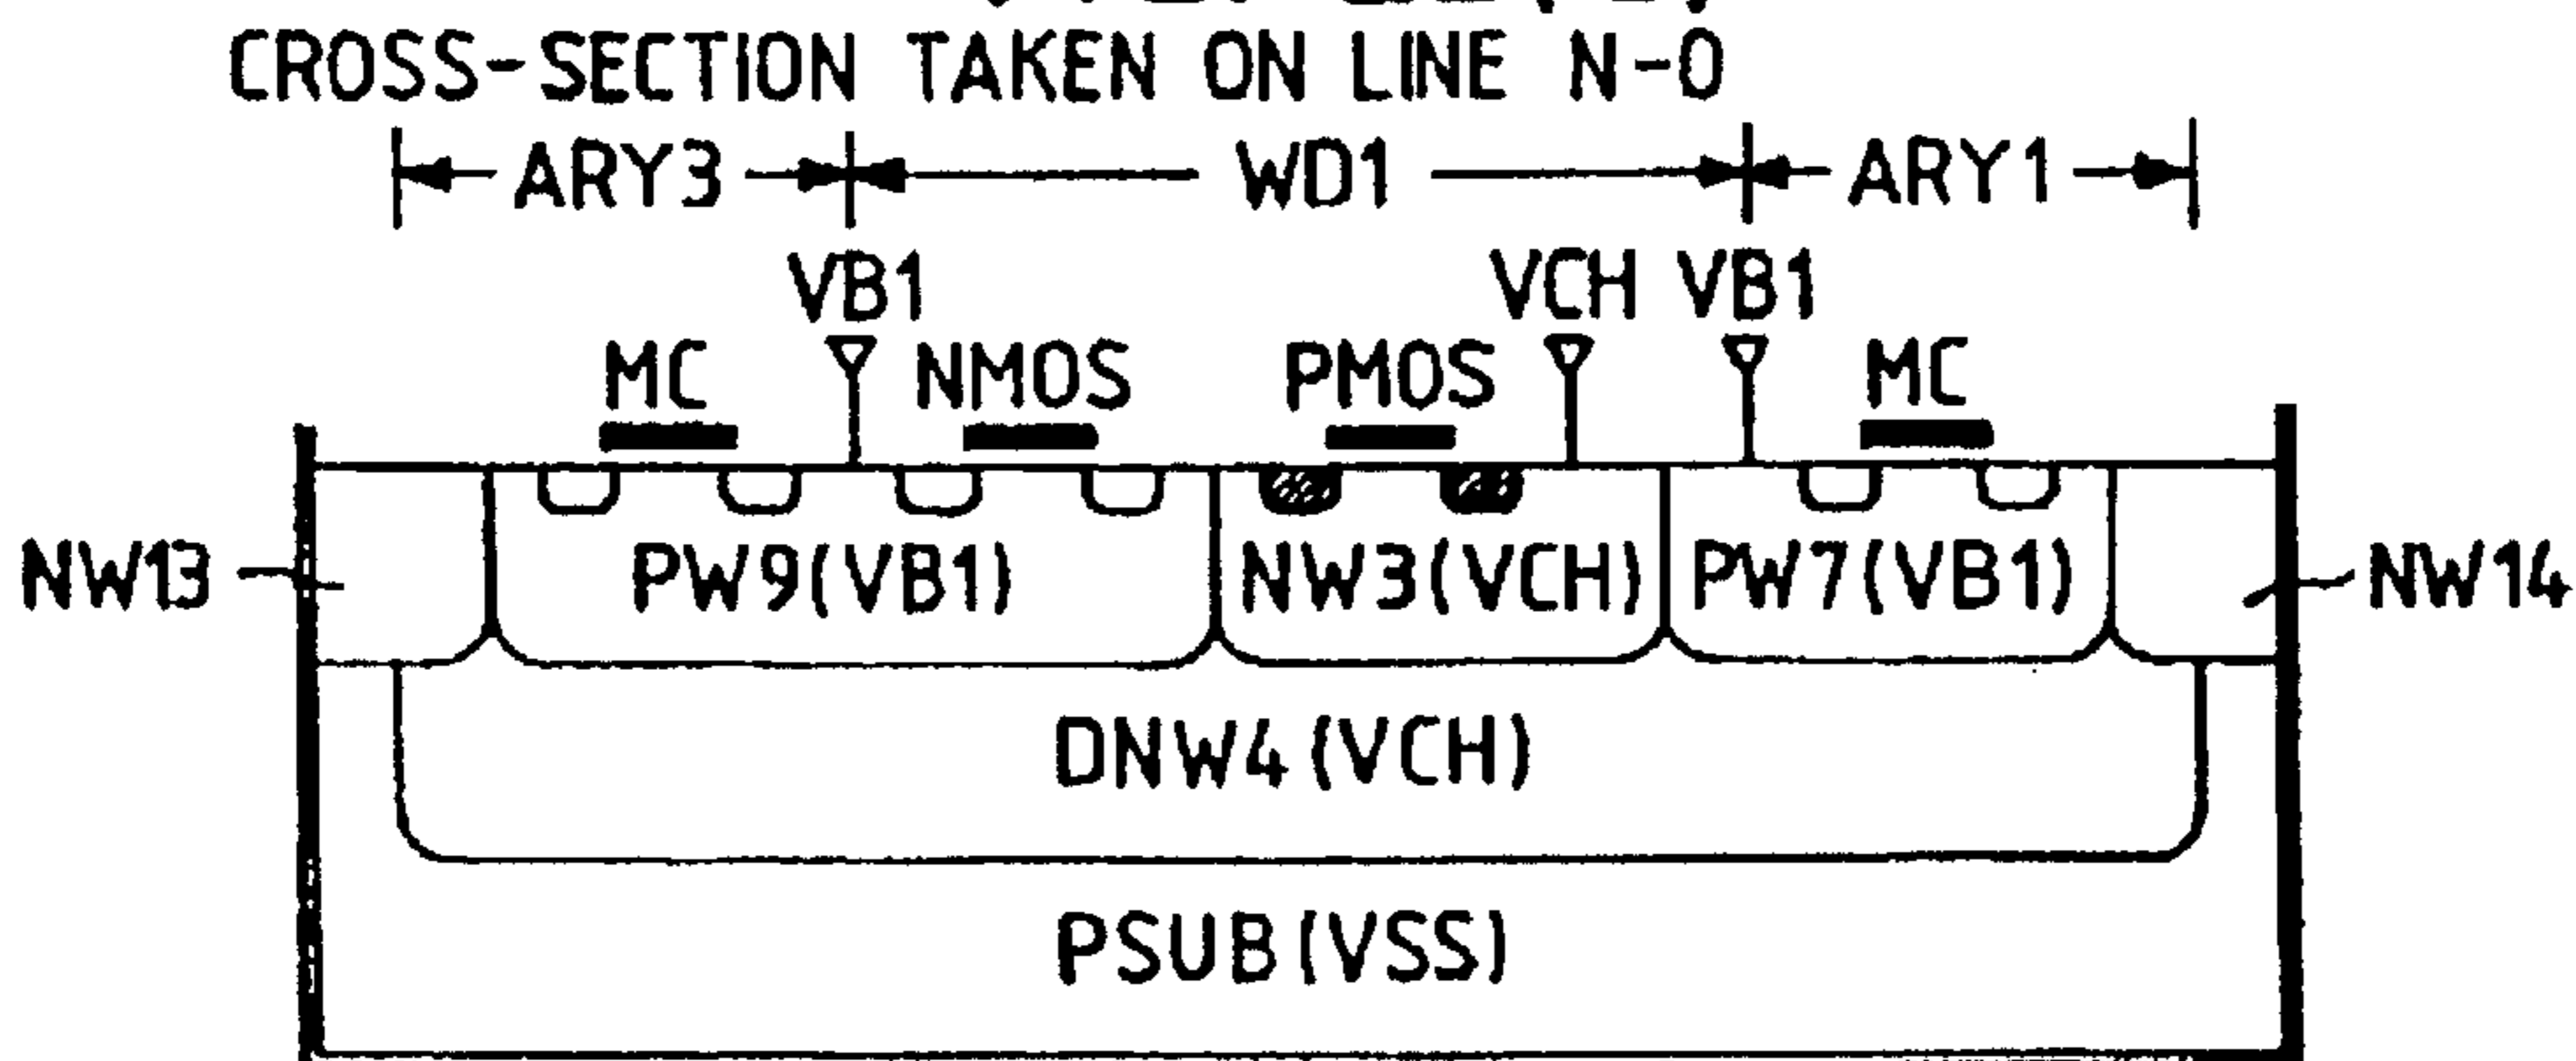 CROSS-SECTION TAKEN ON LINE N-O
ARY3 WD1 ARY1
VB1 VCH VB1
MC NMOS PMOS MC
NW13 PW9(VB1) NW3(VCH) PW7(VB1) NW14
DNW4(VCH)
PSUB(VSS)